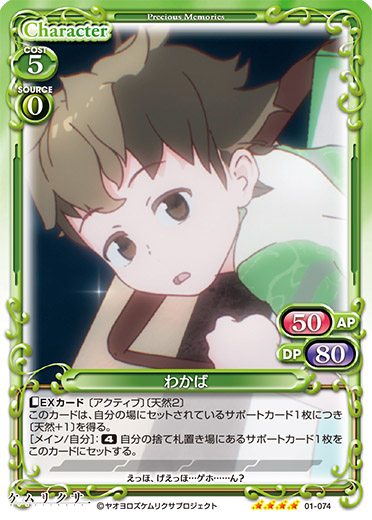 Precious Memories
Character
COST
5
SOURCE
0
50 AP
DP 80
わかば
EXカード [アクティブ] [天然2]
このカードは、自分の場にセットされているサポートカード1枚につき
[天然+1]を得る。
[メイン/自分]: 4 自分の捨て札置き場にあるサポートカード1枚を
このカードにセットする。
えっほ、げえっほ…ゲホ……ん?
ケムリクサ
©ヤオヨロズケムリクサプロジェクト
★★★★ 01-074